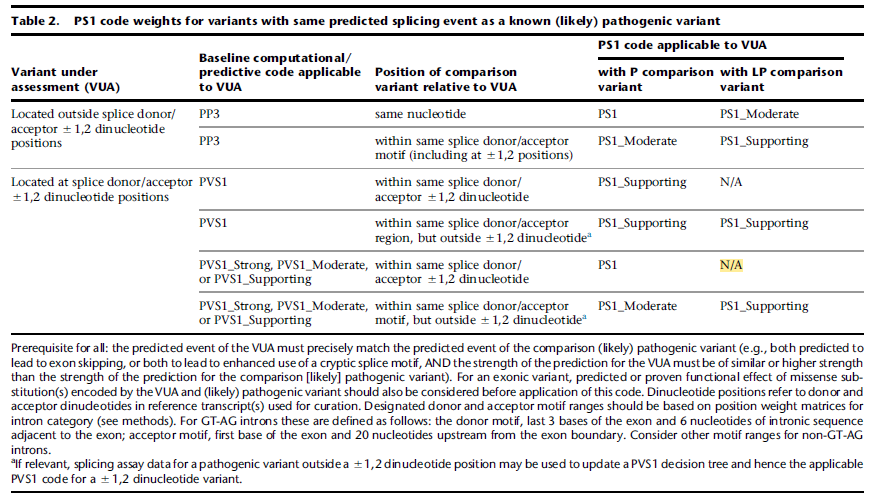 Table 2. PS1 code weights for variants with same predicted splicing event as a known (likely) pathogenic variant
PS1 code applicable to VUA
Variant under assessment (VUA)
Baseline computational/ predictive code applicable to VUA
Position of comparison variant relative to VUA
with P comparison variant
with LP comparison variant
Located outside splice donor/ acceptor ±1,2 dinucleotide positions
PP3
same nucleotide
PS1
PS1_Moderate
PP3
within same splice donor/acceptor motif (including at ±1,2 positions)
PS1_Moderate
PS1_Supporting
Located at splice donor/acceptor ±1,2 dinucleotide positions
PVS1
within same splice donor/ acceptor ±1,2 dinucleotide
PS1_Supporting
N/A
PVS1
within same splice donor/acceptor region, but outside ±1,2 dinucleotideᵃ
PS1_Supporting
PS1_Supporting
PVS1_Strong, PVS1_Moderate, or PVS1_Supporting
within same splice donor/ acceptor ±1,2 dinucleotide
PS1
N/A
PVS1_Strong, PVS1_Moderate, or PVS1_Supporting
within same splice donor/acceptor motif, but outside ±1,2 dinucleotideᵃ
PS1_Moderate
PS1_Supporting
Prerequisite for all: the predicted event of the VUA must precisely match the predicted event of the comparison (likely) pathogenic variant (e.g., both predicted to
lead to exon skipping, or both to lead to enhanced use of a cryptic splice motif, AND the strength of the prediction for the VUA must be of similar or higher strength
than the strength of the prediction for the comparison [likely] pathogenic variant). For an exonic variant, predicted or proven functional effect of missense sub-
stitution(s) encoded by the VUA and (likely) pathogenic variant should also be considered before application of this code. Dinucleotide positions refer to donor and
acceptor dinucleotides in reference transcript(s) used for curation. Designated donor and acceptor motif ranges should be based on position weight matrices for
intron category (see methods). For GT-AG introns these are defined as follows: the donor motif, last 3 bases of the exon and 6 nucleotides of intronic sequence
adjacent to the exon; acceptor motif, first base of the exon and 20 nucleotides upstream from the exon boundary. Consider other motif ranges for non-GT-AG
introns.
ᵃIf relevant, splicing assay data for a pathogenic variant outside a ±1,2 dinucleotide position may be used to update a PVS1 decision tree and hence the applicable
PVS1 code for a ±1,2 dinucleotide variant.